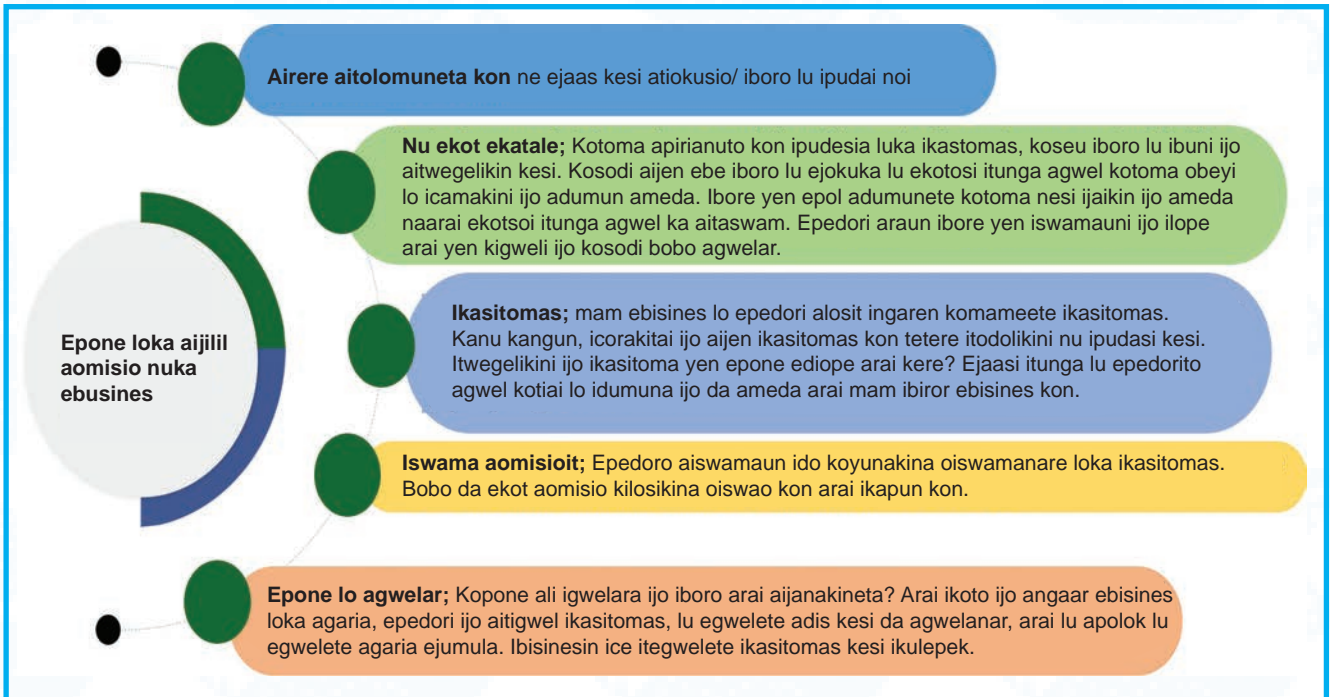 Airere aitolomuneta kon ne ejaas kesi atiokusio/ iboro lu ipudai noi
Nu ekot ekatale; Kotoma apirianuto kon ipudesia luka ikastomas, koseu iboro lu ibuni ijo
aitwegelikin kesi. Kosodi aijen ebe iboro lu ejokuka lu ekotosi itunga agwel kotoma obeyi
lo icamakini ijo adumun ameda. Ibore yen epol adumunete kotoma nesi ijaikin ijo ameda
naarai ekotsoi itunga agwel ka aitaswam. Epedori araun ibore yen iswamauni ijo ilope
arai yen kigweli ijo kosodi bobo agwelar.
Epone loka aijilil
aomisio nuka
ebusines
Ikasitomas; mam ebisines lo epedori alosit ingaren komameete ikasitomas.
Kanu kangun, icorakitai ijo aijen ikasitomas kon tetere itodolikini nu ipudasi kesi.
Itwegelikini ijo ikasitoma yen epone ediope arai kere? Ejaasi itunga lu epedorito
agwel kotiai lo idumuna ijo da ameda arai mam ibiror ebisines kon.
Iswama aomisioit; Epedoro aiswamaun ido koyunakina oiswamanare loka ikasitomas.
Bobo da ekot aomisio kilosikina oiswao kon arai ikapun kon.
Epone lo agwelar; Kopone ali igwelara ijo iboro arai aijanakineta? Arai ikoto ijo angaar ebisines
loka agaria, epedori ijo aitigwel ikasitomas, lu egwelete adis kesi da agwelanar, arai lu apolok lu
egwelete agaria ejumula. Ibisinesin ice itegwelete ikasitomas kesi ikulepek.